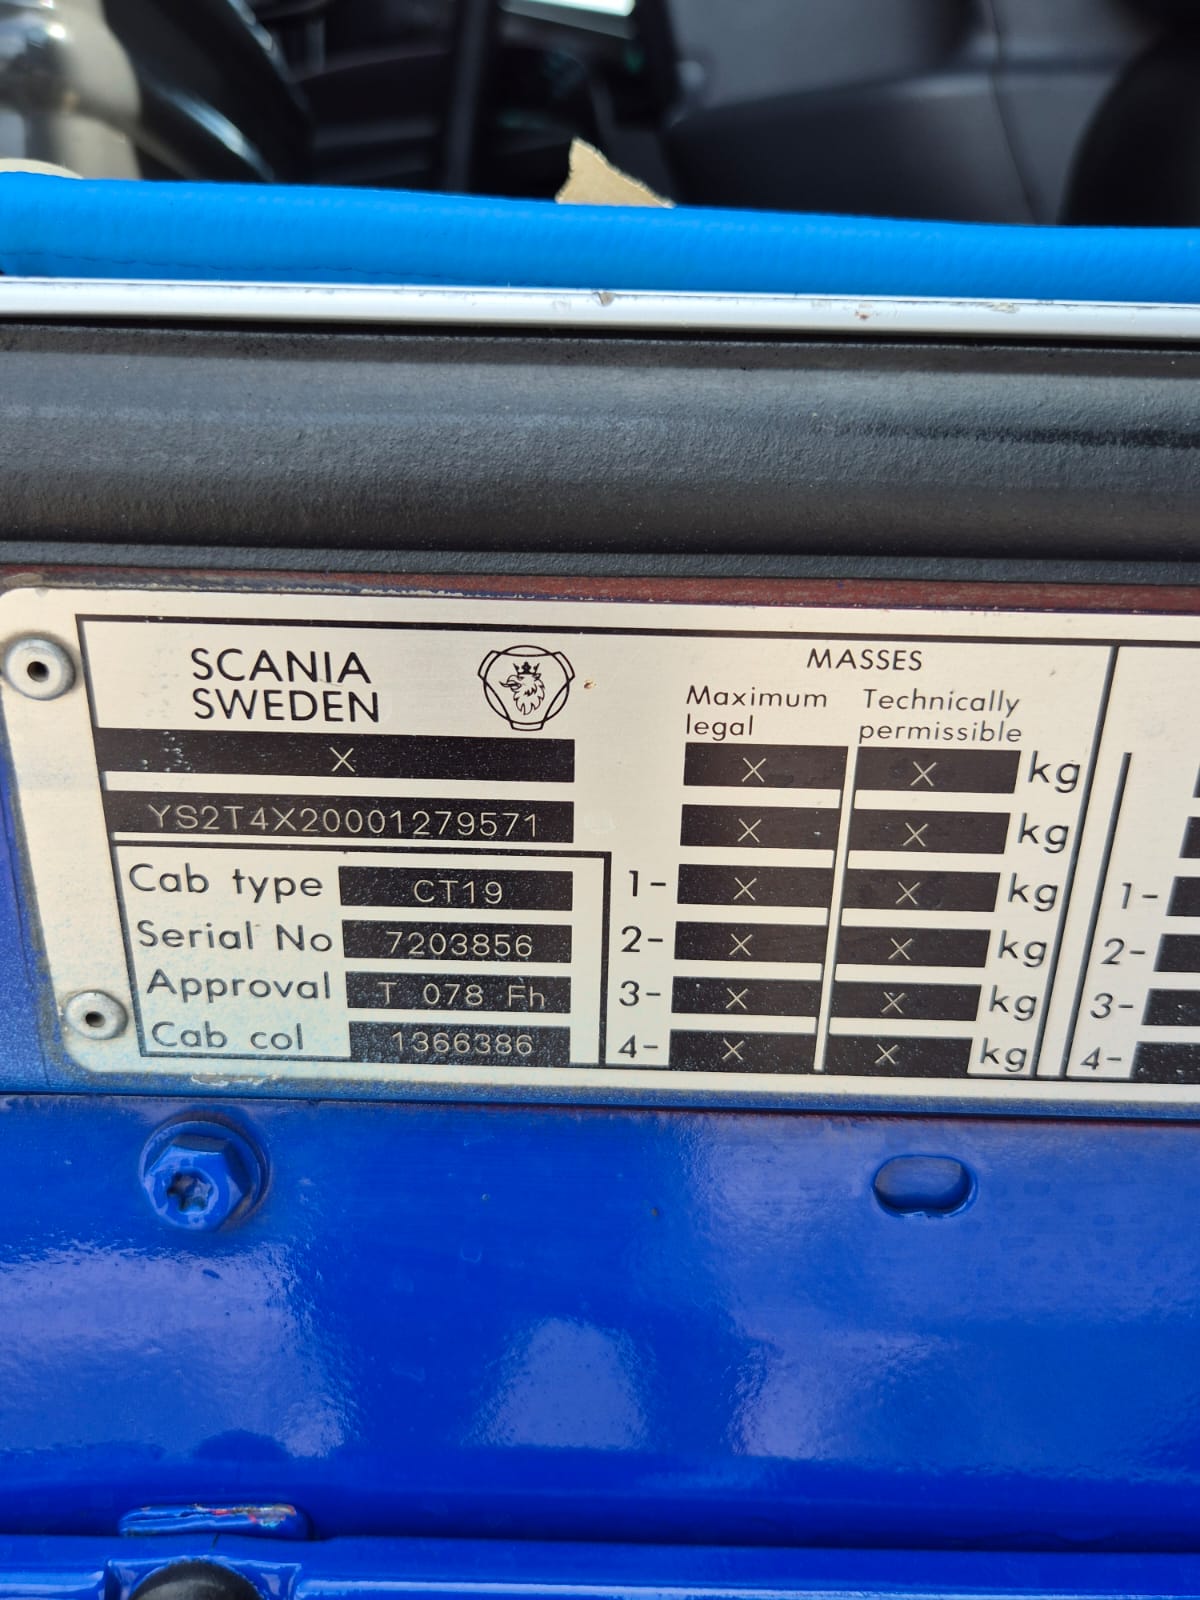 SCANIA
SWEDEN
X
YS2T4X20001279571
Cab type CT19
Serial No 7203856
Approval T 078 Fh
Cab col 1366386
MASSES
Maximum legal
Technically permissible
X X kg
X X kg
1- X X kg
2- X X kg
3- X X kg
4- X X kg
1-
2-
3-
4-